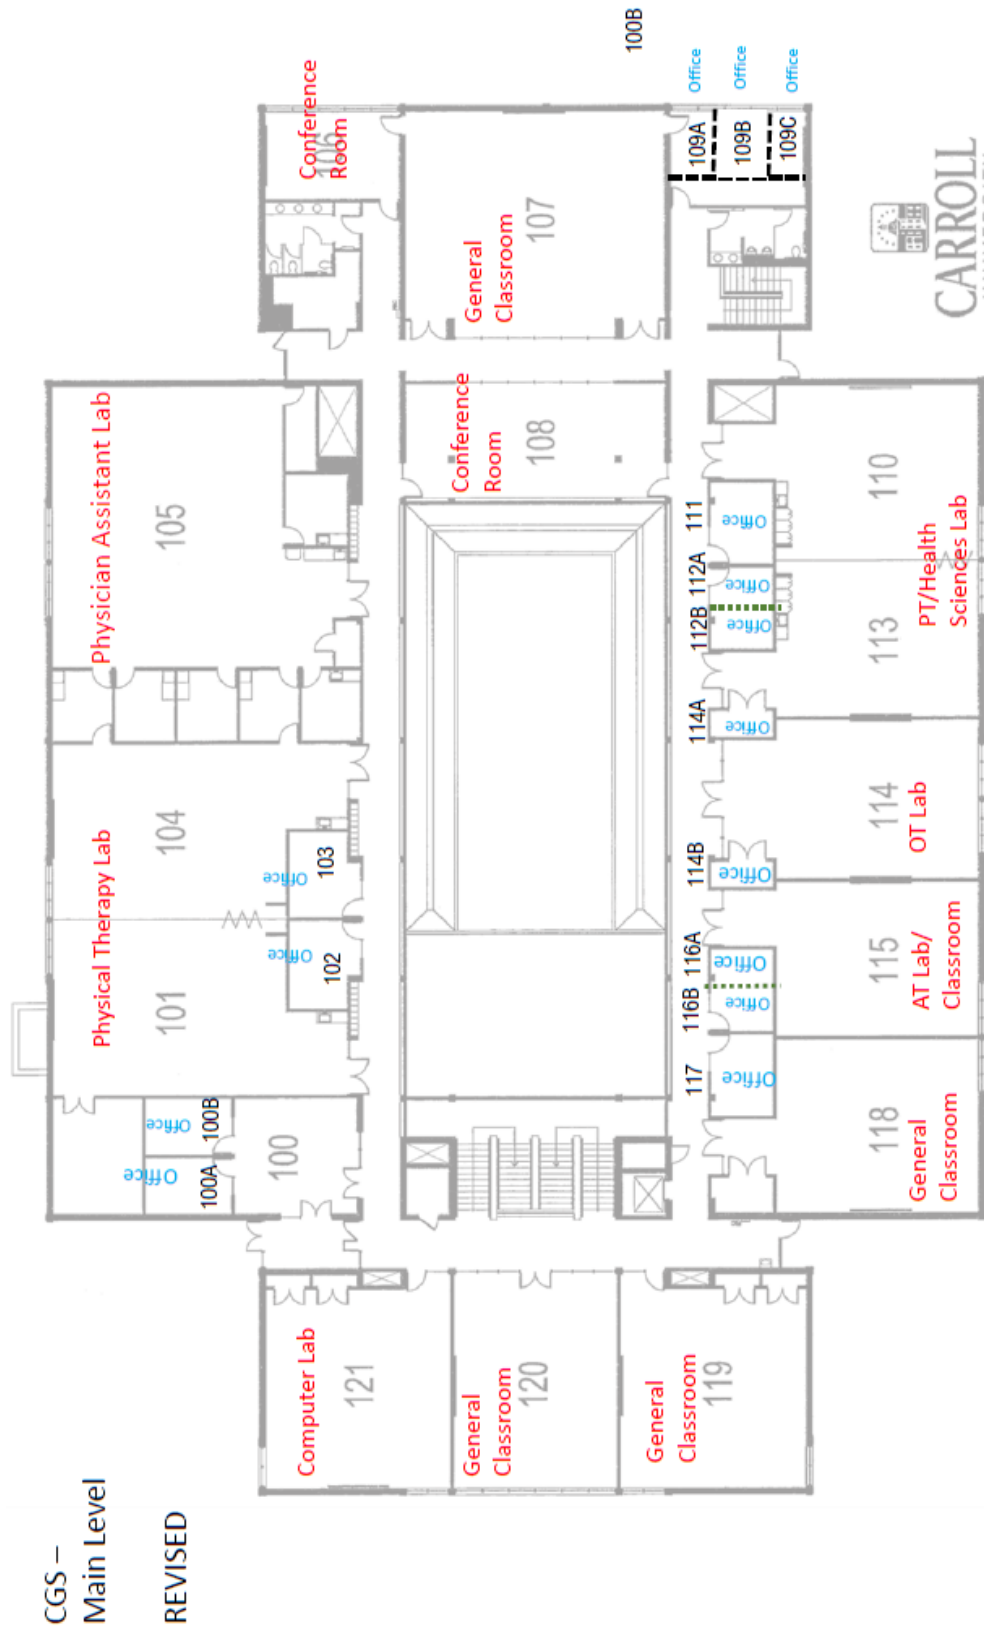 CGS –
Main Level
REVISED
Physical Therapy Lab
Physician Assistant Lab
101
104
105
Office
100A
Office
100B
100
Office
102
Office
103
Conference
Room
106
Computer Lab
121
General
Classroom
120
General
Classroom
119
Conference
Room
108
General
Classroom
107
100B
109A
Office
109B
Office
109C
Office
117
Office
116B
Office
116A
Office
114B
Office
114A
Office
112B
Office
112A
Office
111
Office
118
General
Classroom
115
AT Lab/
Classroom
114
OT Lab
113
110
PT/Health
Sciences Lab
CARROLL